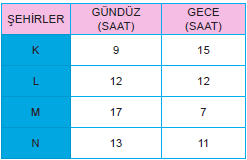 ŞEHİRLER GÜNDÜZ (SAAT) GECE (SAAT)
K 9 15
L 12 12
M 17 7
N 13 11